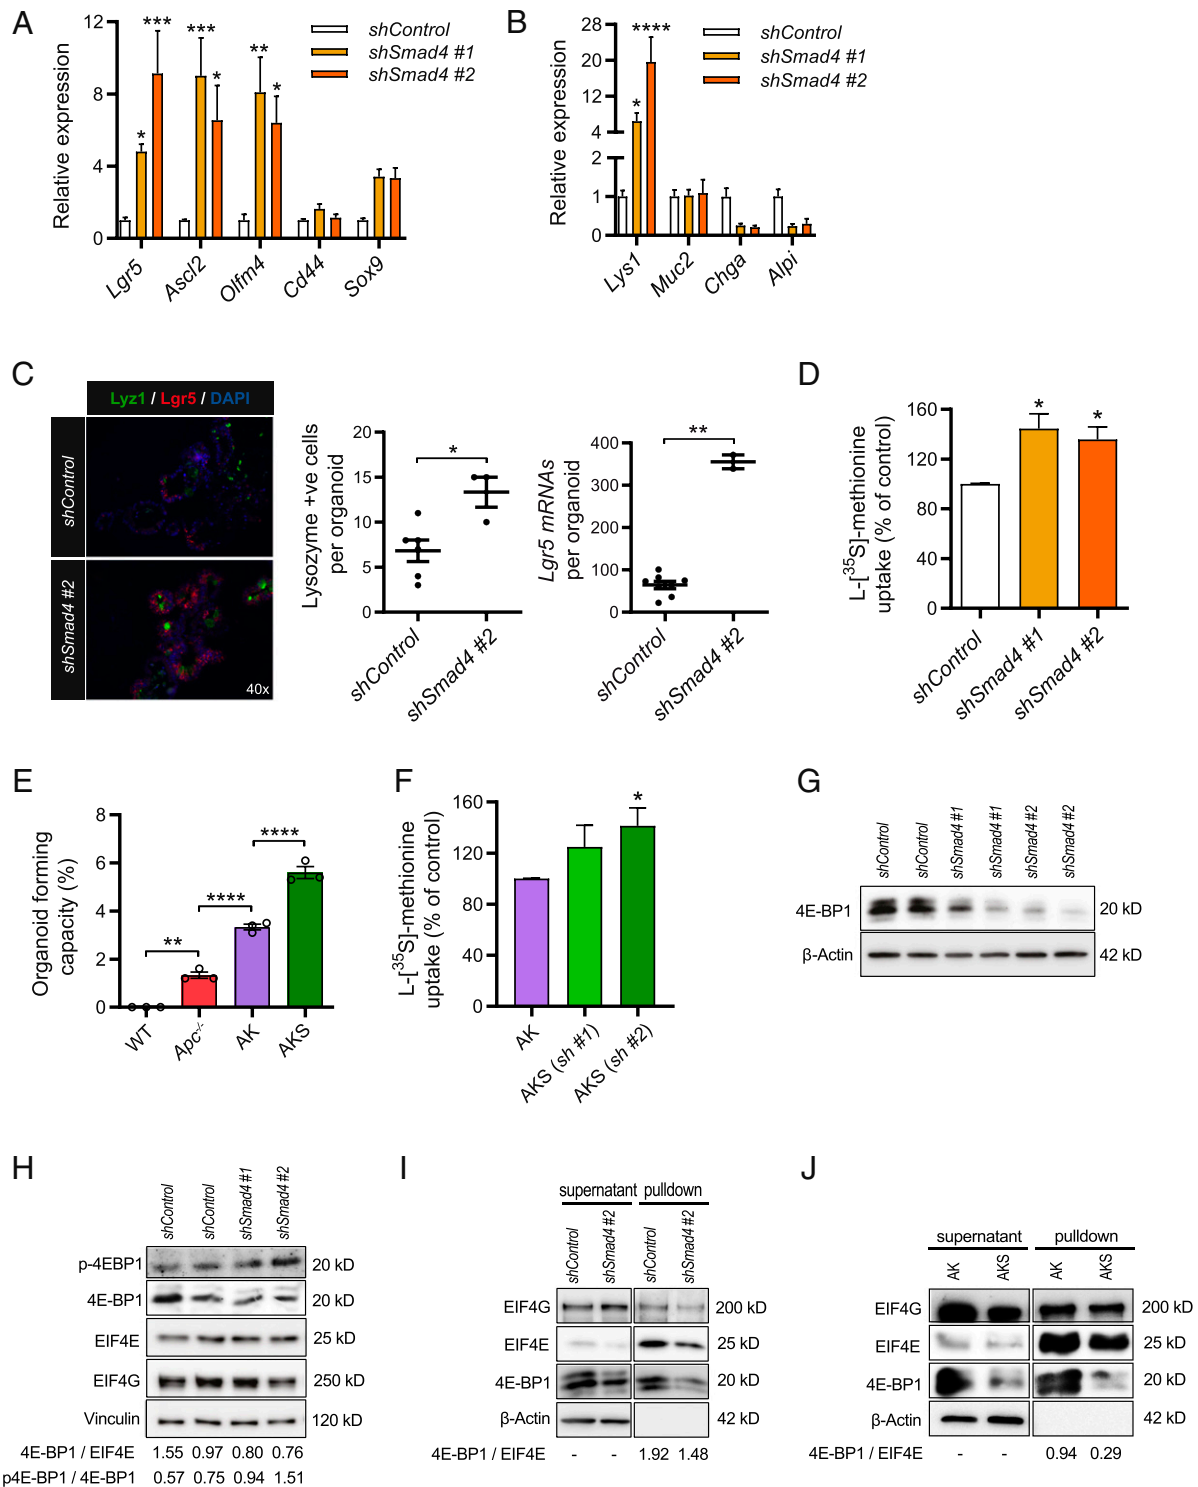 A
Relative expression
12
8
4
0
***
***
**
*
*
*
shControl
shSmad4 #1
shSmad4 #2
Lgr5
Ascl2
Olfm4
Cd44
Sox9
B
Relative expression
28
20
12
4
2
1
0
****
*
shControl
shSmad4 #1
shSmad4 #2
Lys1
Muc2
Chga
Alpi
C
Lyz1 / Lgr5 / DAPI
shControl
shSmad4 #2
40x
Lysozyme +ve cells
per organoid
20
15
10
5
0
*
shControl
shSmad4 #2
Lgr5 mRNAs
per organoid
400
300
200
100
0
**
shControl
shSmad4 #2
D
L-[35S]-methionine
uptake (% of control)
160
120
80
40
0
*
*
shControl
shSmad4 #1
shSmad4 #2
E
Organoid forming
capacity (%)
8
6
4
2
0
**
****
****
WT
Apc-/-
AK
AKS
F
L-[35S]-methionine
uptake (% of control)
160
120
80
40
0
*
AK
AKS (sh #1)
AKS (sh #2)
G
shControl
shControl
shSmad4 #1
shSmad4 #1
shSmad4 #2
shSmad4 #2
4E-BP1 20 kD
β-Actin 42 kD
H
shControl
shControl
shSmad4 #1
shSmad4 #2
p-4EBP1 20 kD
4E-BP1 20 kD
EIF4E 25 kD
EIF4G 250 kD
Vinculin 120 kD
4E-BP1 / EIF4E 1.55 0.97 0.80 0.76
p4E-BP1 / 4E-BP1 0.57 0.75 0.94 1.51
I
supernatant pulldown
shControl
shSmad4 #2
shControl
shSmad4 #2
EIF4G 200 kD
EIF4E 25 kD
4E-BP1 20 kD
β-Actin 42 kD
4E-BP1 / EIF4E - - 1.92 1.48
J
supernatant pulldown
AK
AKS
AK
AKS
EIF4G 200 kD
EIF4E 25 kD
4E-BP1 20 kD
β-Actin 42 kD
4E-BP1 / EIF4E - - 0.94 0.29